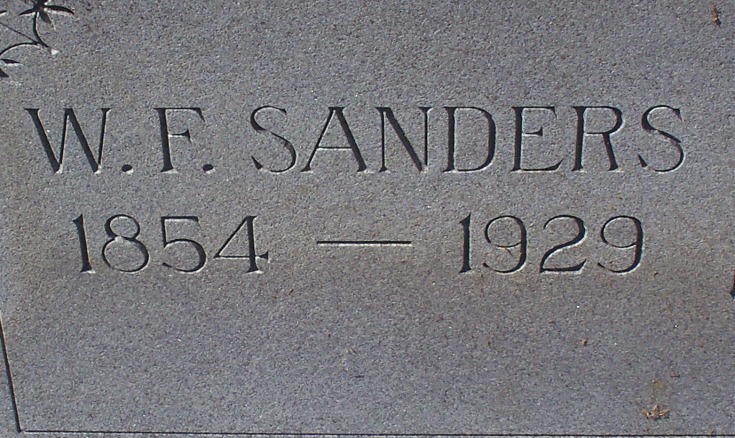 W. F. SANDERS
1854 — 1929